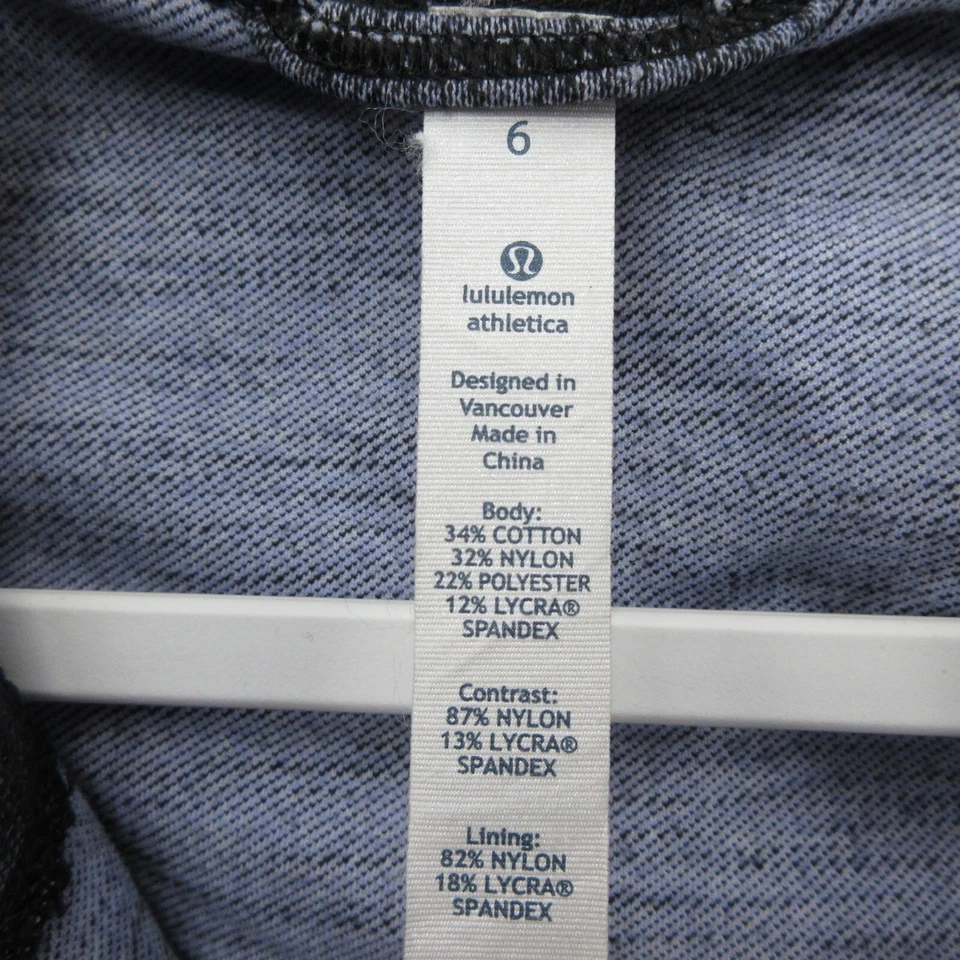 6
lululemon
athletica
Designed in
Vancouver
Made in
China
Body:
34% COTTON
32% NYLON
22% POLYESTER
12% LYCRA®
SPANDEX
Contrast:
87% NYLON
13% LYCRA®
SPANDEX
Lining:
82% NYLON
18% LYCRA®
SPANDEX